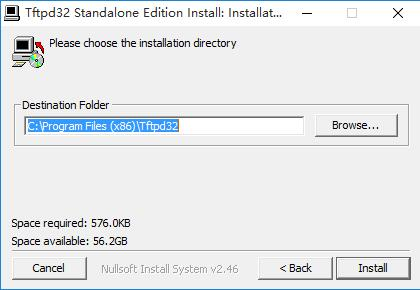 Tftpd32 Standalone Edition Install: Installat...
Please choose the installation directory
Destination Folder
C:\Program Files (x86)\Tftpd32
Browse...
Space required: 576.0KB
Space available: 56.2GB
Cancel
Nullsoft Install System v2.46
< Back
Install